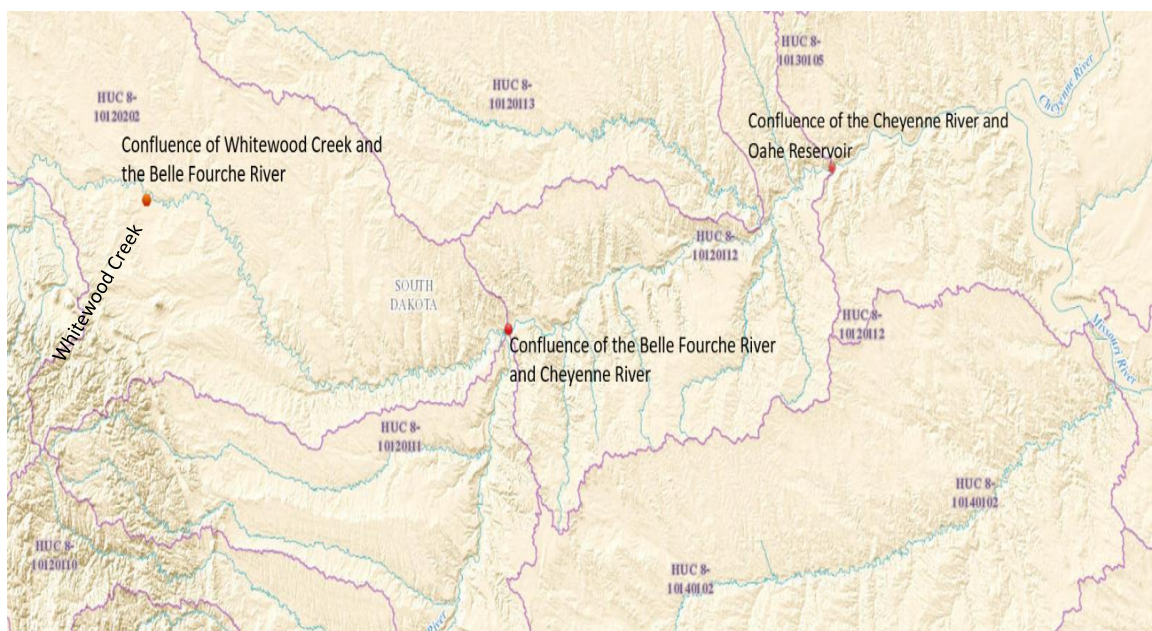 HUC 8-
10130105
HUC 8-
10120113
HUC 8-
10120202
Cheyenne River
Confluence of the Cheyenne River and
Oahe Reservoir
Confluence of Whitewood Creek and
the Belle Fourche River
Whitewood Creek
HUC 8-
10120112
SOUTH
DAKOTA
HUC 8-
10120112
Missouri River
Confluence of the Belle Fourche River
and Cheyenne River
HUC 8-
10120111
HUC 8-
10140102
HUC 8-
10120110
HUC 8-
10140102
River